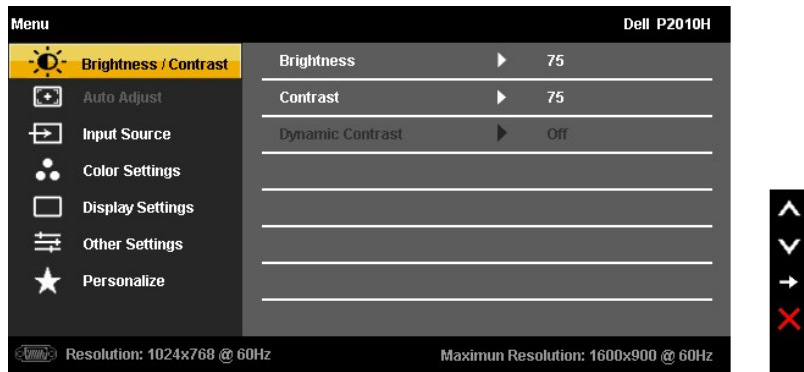 Menu Dell P2010H
Brightness / Contrast Brightness 75
Auto Adjust Contrast 75
Input Source Dynamic Contrast Off
Color Settings
Display Settings
Other Settings
Personalize
Resolution: 1024x768 @ 60Hz Maximun Resolution: 1600x900 @ 60Hz